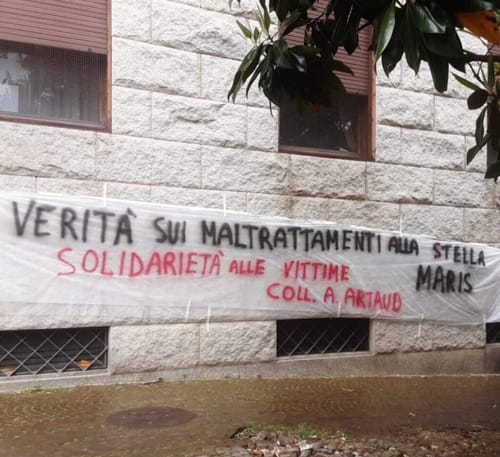 VERITÀ SUI MALTRATTAMENTI ALLA STELLA MARIS
SOLIDARIETÀ ALLE VITTIME
COLL. A. ARTAUD